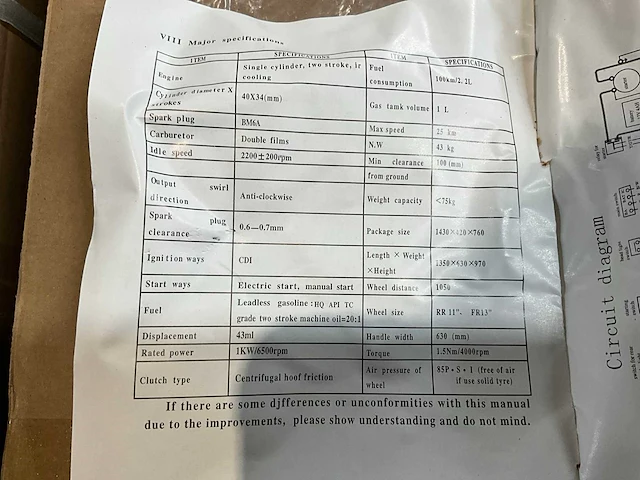 VIII Major specifications
ITEM SPECIFICATIONS ITEM SPECIFICATIONS
Engine Single cylinder, two stroke, ir cooling Fuel consumption 100km/2.2L
Cylinder diameter X strokes 40X34(mm) Gas tamk volume 1 L
Spark plug BM6A Max speed 25 km
Carburetor Double films N.W 43 kg
Idle speed 2200±200rpm Min clearance 100 (mm)
from ground
Output swirl direction Anti-clockwise Weight capacity <75kg
Spark plug clearance 0.6—0.7mm Package size 1430×420×760
Ignition ways CDI Length × Weight ×Height 1350×630×970
Start ways Electric start, manual start Wheel distance 1050
Fuel Leadless gasoline:HQ API TC grade two stroke machine oil=20:1 Wheel size RR 11"- FR13"
Displacement 43ml Handle width 630 (mm)
Rated power 1KW/6500rpm Torque 1.5Nm/4000rpm
Clutch type Centrifugal hoof friction Air pressure of wheel 85P·S·I (free of air if use solid tyre)
If there are some djfferences or unconformities with this manual
due to the improvements, please show understanding and do not mind.
Circuit diagram